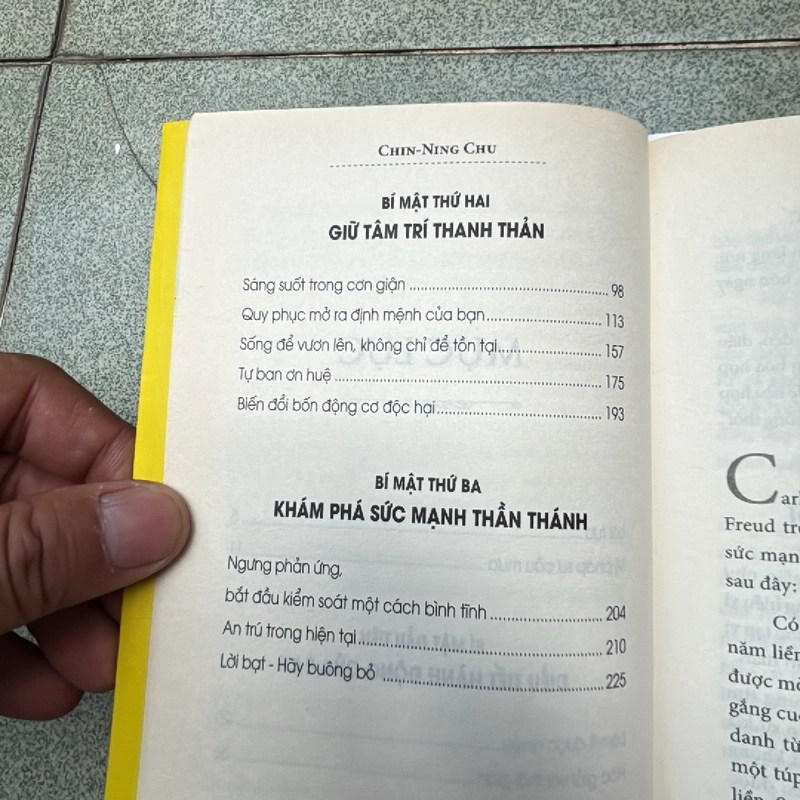 CHIN-NING CHU
BÍ MẬT THỨ HAI
GIỮ TÂM TRÍ THANH THẢN
Sáng suốt trong cơn giận ........ 98
Quy phục mở ra định mệnh của bạn ........ 113
Sống để vươn lên, không chỉ để tồn tại ........ 157
Tự ban ơn huệ ........ 175
Biến đổi bốn động cơ độc hại ........ 193
BÍ MẬT THỨ BA
KHÁM PHÁ SỨC MẠNH THẦN THÁNH
Ngưng phản ứng,
bắt đầu kiểm soát một cách bình tĩnh ........ 204
An trú trong hiện tại ........ 210
Lời bạt - Hãy buông bỏ ........ 225
Freud
sức mạn
sau đây:
Có
năm liền
được mở
gắng
danh từ
một túp